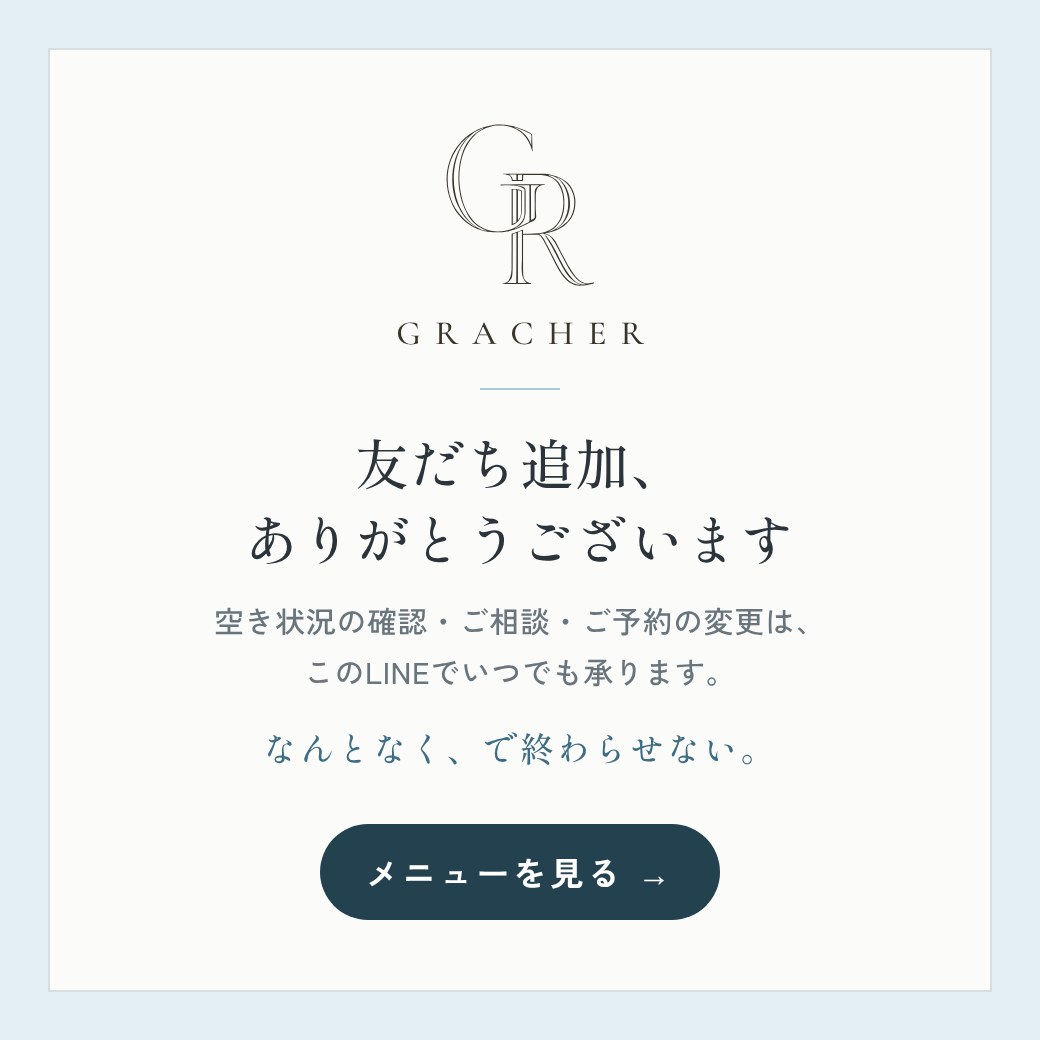 GR
GRACHER
友だち追加、
ありがとうございます
空き状況の確認・ご相談・ご予約の変更は、
このLINEでいつでも承ります。
なんとなく、で終わらせない。
メニューを見る →